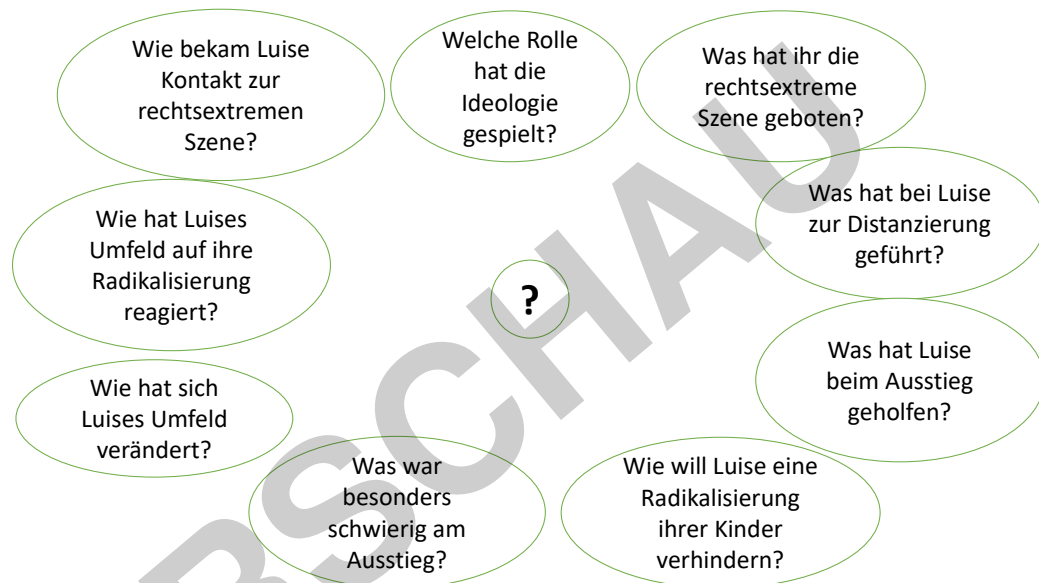 Wie bekam Luise
Kontakt zur
rechtsextremen
Szene?
Welche Rolle
hat die
Ideologie
gespielt?
Was hat ihr die
rechtsextreme
Szene geboten?
Wie hat Luises
Umfeld auf ihre
Radikalisierung
reagiert?
Was hat bei Luise
zur Distanzierung
geführt?
?
Wie hat sich
Luises Umfeld
verändert?
Was hat Luise
beim Ausstieg
geholfen?
Was war
besonders
schwierig am
Ausstieg?
Wie will Luise eine
Radikalisierung
ihrer Kinder
verhindern?
BSCHAU